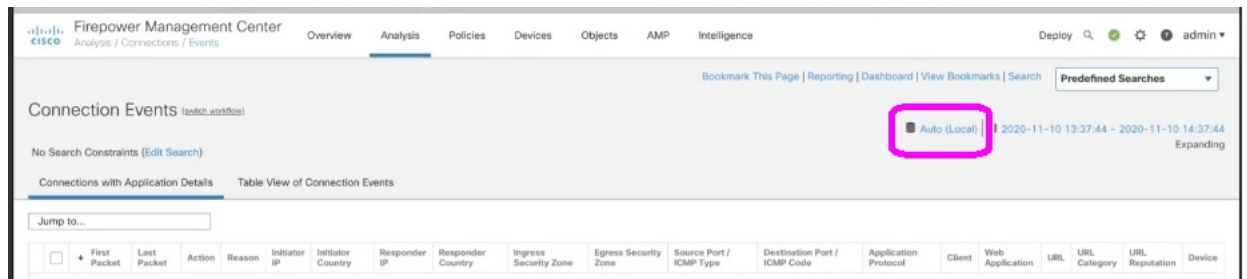 Firepower Management Center
CISCO Analysis / Connections / Events
Overview Analysis Policies Devices Objects AMP Intelligence Deploy admin
Bookmark This Page | Reporting | Dashboard | View Bookmarks | Search Predefined Searches
Connection Events (switch workflow)
Auto (Local) 2020-11-10 13:37:44 - 2020-11-10 14:37:44
Expanding
No Search Constraints (Edit Search)
Connections with Application Details Table View of Connection Events
Jump to...
First Packet Last Packet Action Reason Initiator IP Initiator Country Responder IP Responder Country Ingress Security Zone Egress Security Zone Source Port / ICMP Type Destination Port / ICMP Code Application Protocol Client Web Application URL URL Category URL Reputation Device